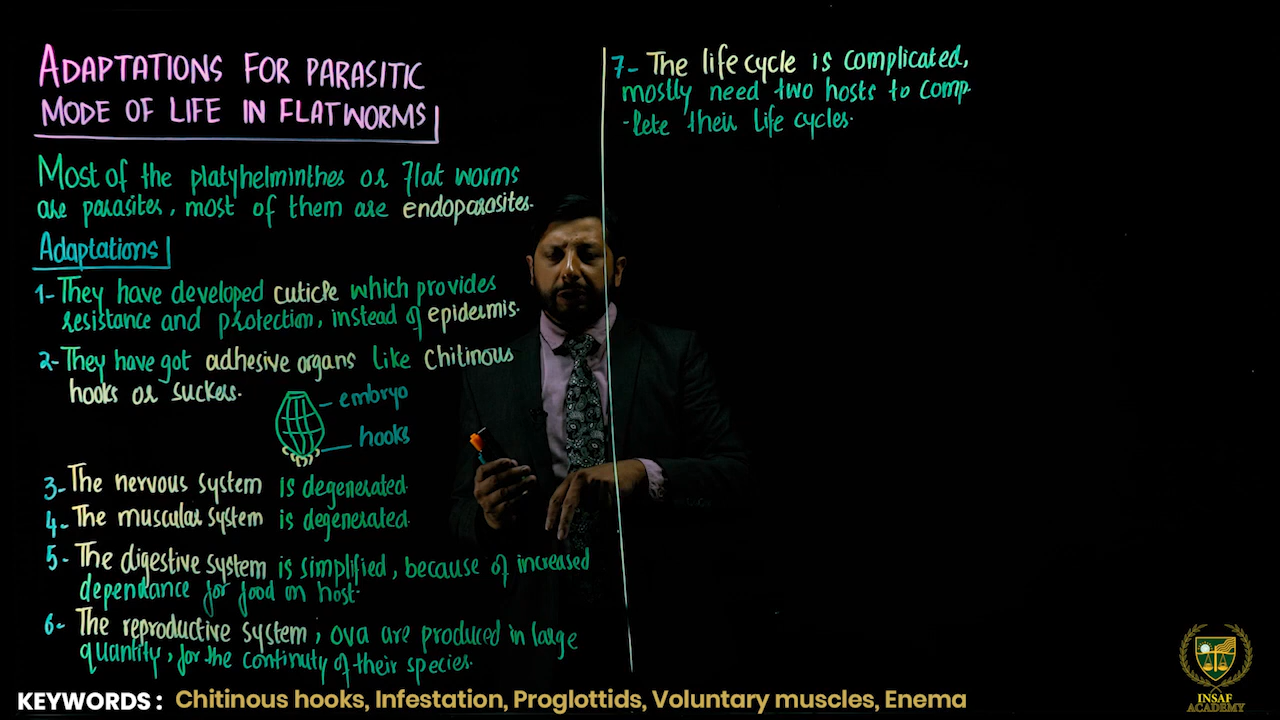 ADAPTATIONS FOR PARASITIC
MODE OF LIFE IN FLATWORMS
Most of the platyhelminthes or Flat worms
are parasites, most of them are endoparasites.
Adaptations
1- They have developed cuticle which provides
resistance and protection, instead of epidermis.
2- They have got adhesive organs like chitinous
hooks or suckers.
embryo
hooks
3- The nervous system is degenerated.
4- The muscular system is degenerated.
5- The digestive system is simplified, because of increased
dependance for food on host.
6- The reproductive system; ova are produced in large
quantity, for the continuity of their species.
7- The life cycle is complicated,
mostly need two hosts to comp-
-lete their life cycles.
KEYWORDS : Chitinous hooks, Infestation, Proglottids, Voluntary muscles, Enema
INSAF
ACADEMY